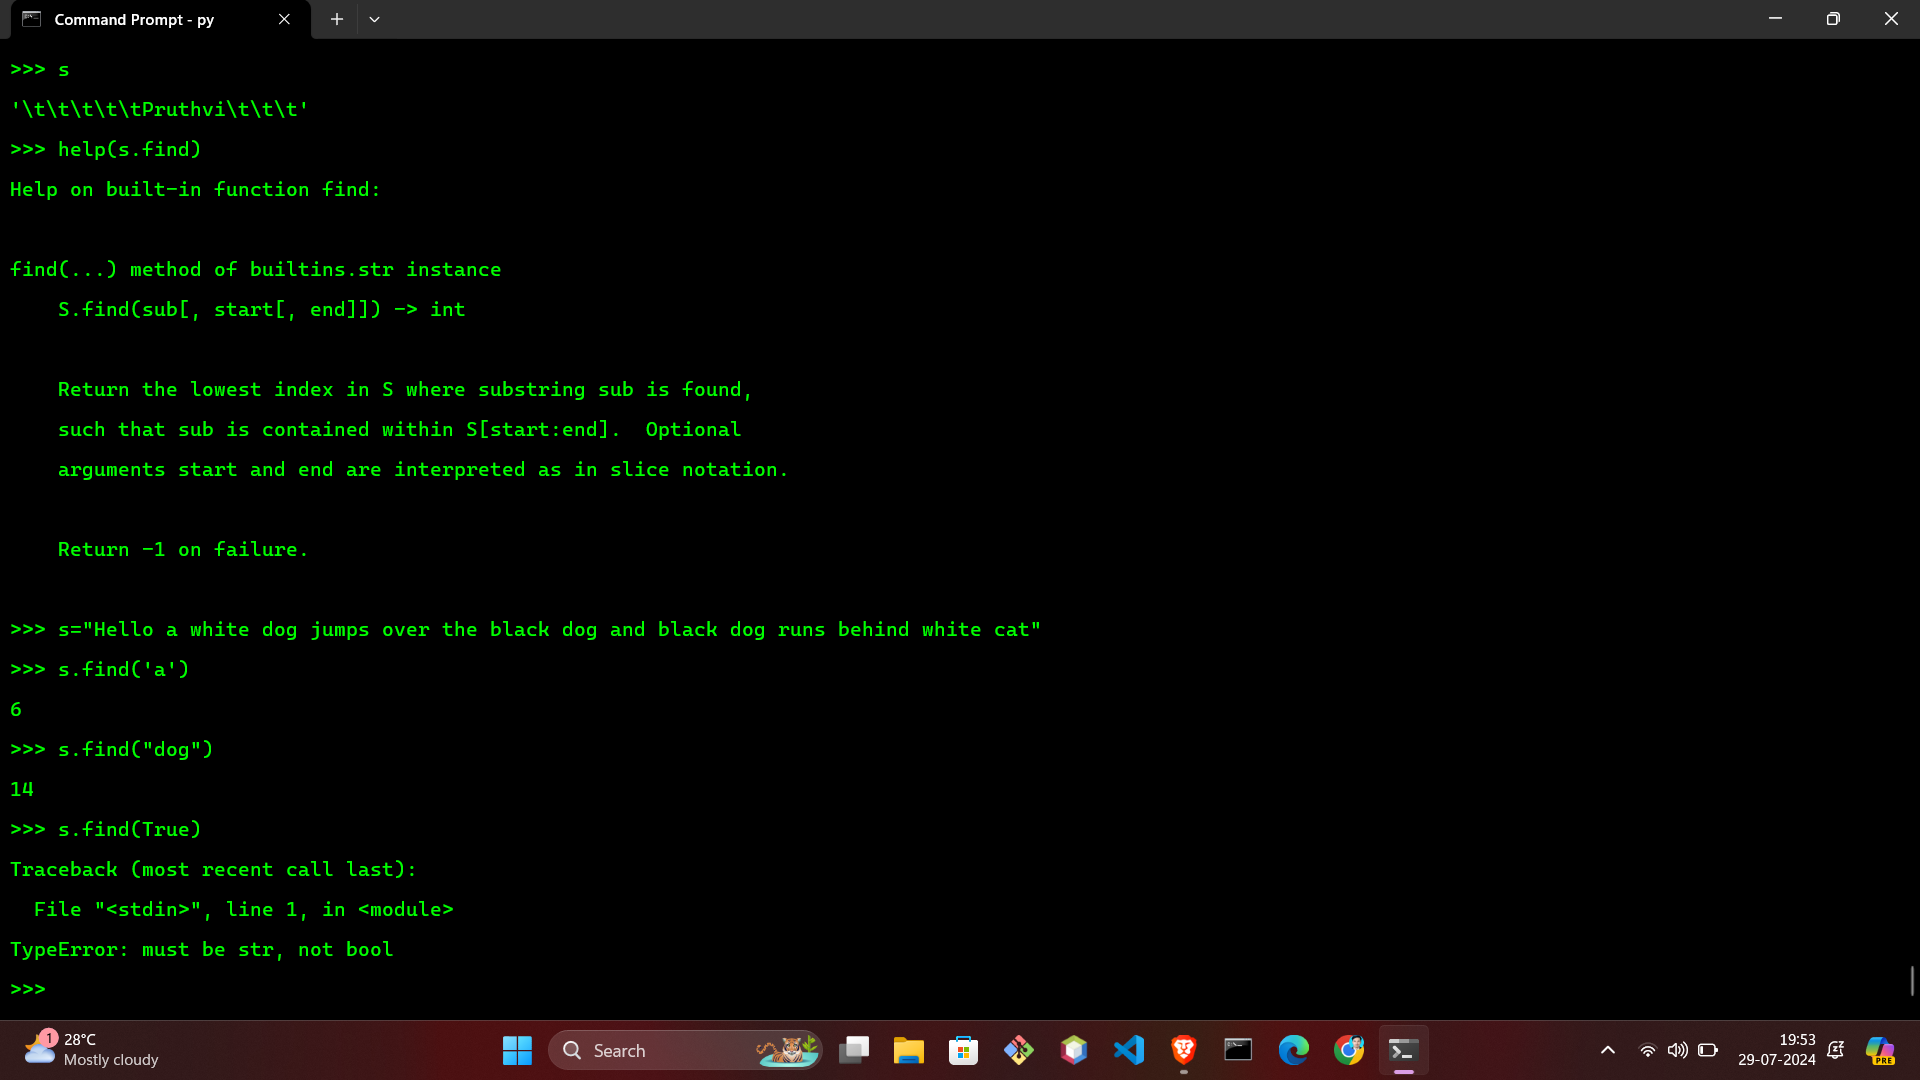 Command Prompt - py
>>> s
'\t\t\t\t\tPruthvi\t\t\t'
>>> help(s.find)
Help on built-in function find:
find(...) method of builtins.str instance
    S.find(sub[, start[, end]]) -> int
    Return the lowest index in S where substring sub is found,
    such that sub is contained within S[start:end].  Optional
    arguments start and end are interpreted as in slice notation.
    Return -1 on failure.
>>> s="Hello a white dog jumps over the black dog and black dog runs behind white cat"
>>> s.find('a')
6
>>> s.find("dog")
14
>>> s.find(True)
Traceback (most recent call last):
  File "<stdin>", line 1, in <module>
TypeError: must be str, not bool
>>>
1
28°C
Mostly cloudy
Search
19:53
29-07-2024
PRE